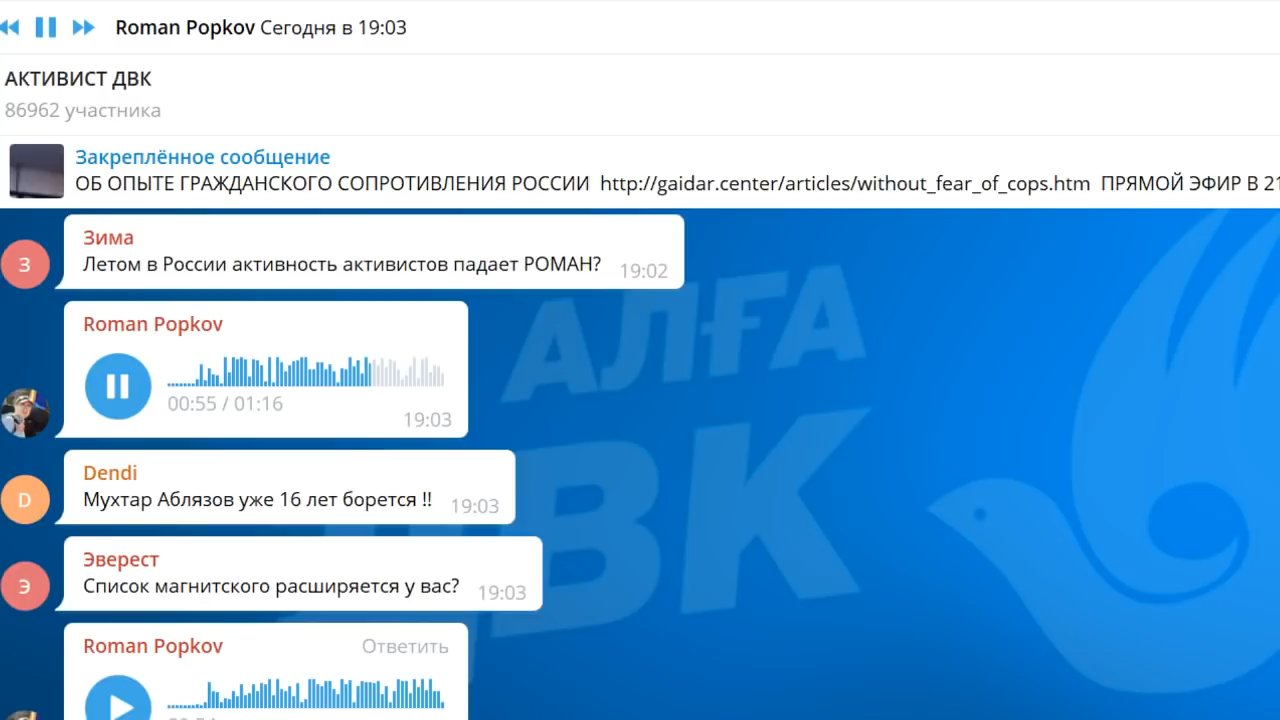 Roman Popkov Сегодня в 19:03
АКТИВИСТ ДВК
86962 участника
Закреплённое сообщение
ОБ ОПЫТЕ ГРАЖДАНСКОГО СОПРОТИВЛЕНИЯ РОССИИ http://gaidar.center/articles/without_fear_of_cops.htm ПРЯМОЙ ЭФИР В 21
Зима
З
Летом в России активность активистов падает РОМАН? 19:02
АЛҒА
Roman Popkov
00:55 / 01:16
19:03
ДВК
Dendi
D
Мухтар Аблязов уже 16 лет борется !! 19:03
Эверест
Э
Список магнитского расширяется у вас? 19:03
Roman Popkov Ответить